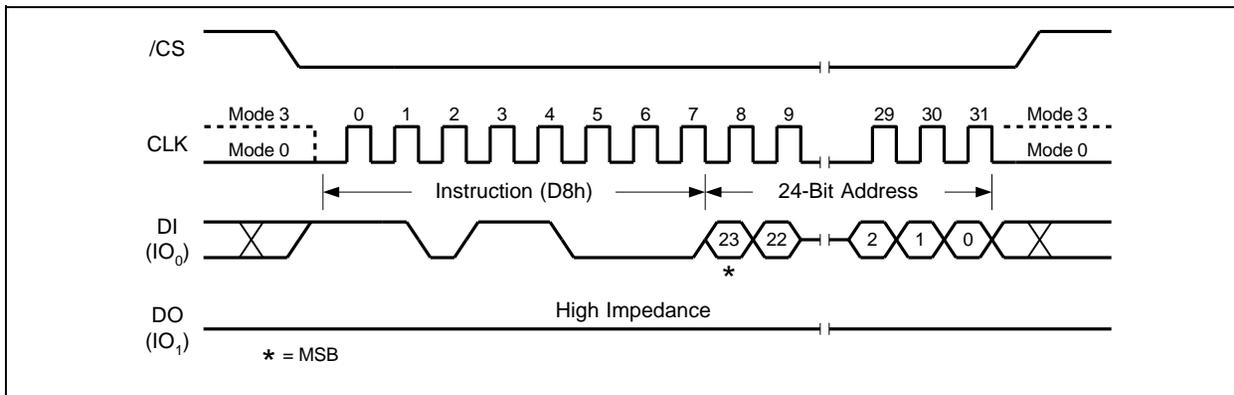 /CS
Mode 3 0 1 2 3 4 5 6 7 8 9 29 30 31 Mode 3
CLK
Mode 0 Mode 0
Instruction (D8h) 24-Bit Address
DI
(IO0)
23 22 2 1 0
*
High Impedance
DO
(IO1)
* = MSB